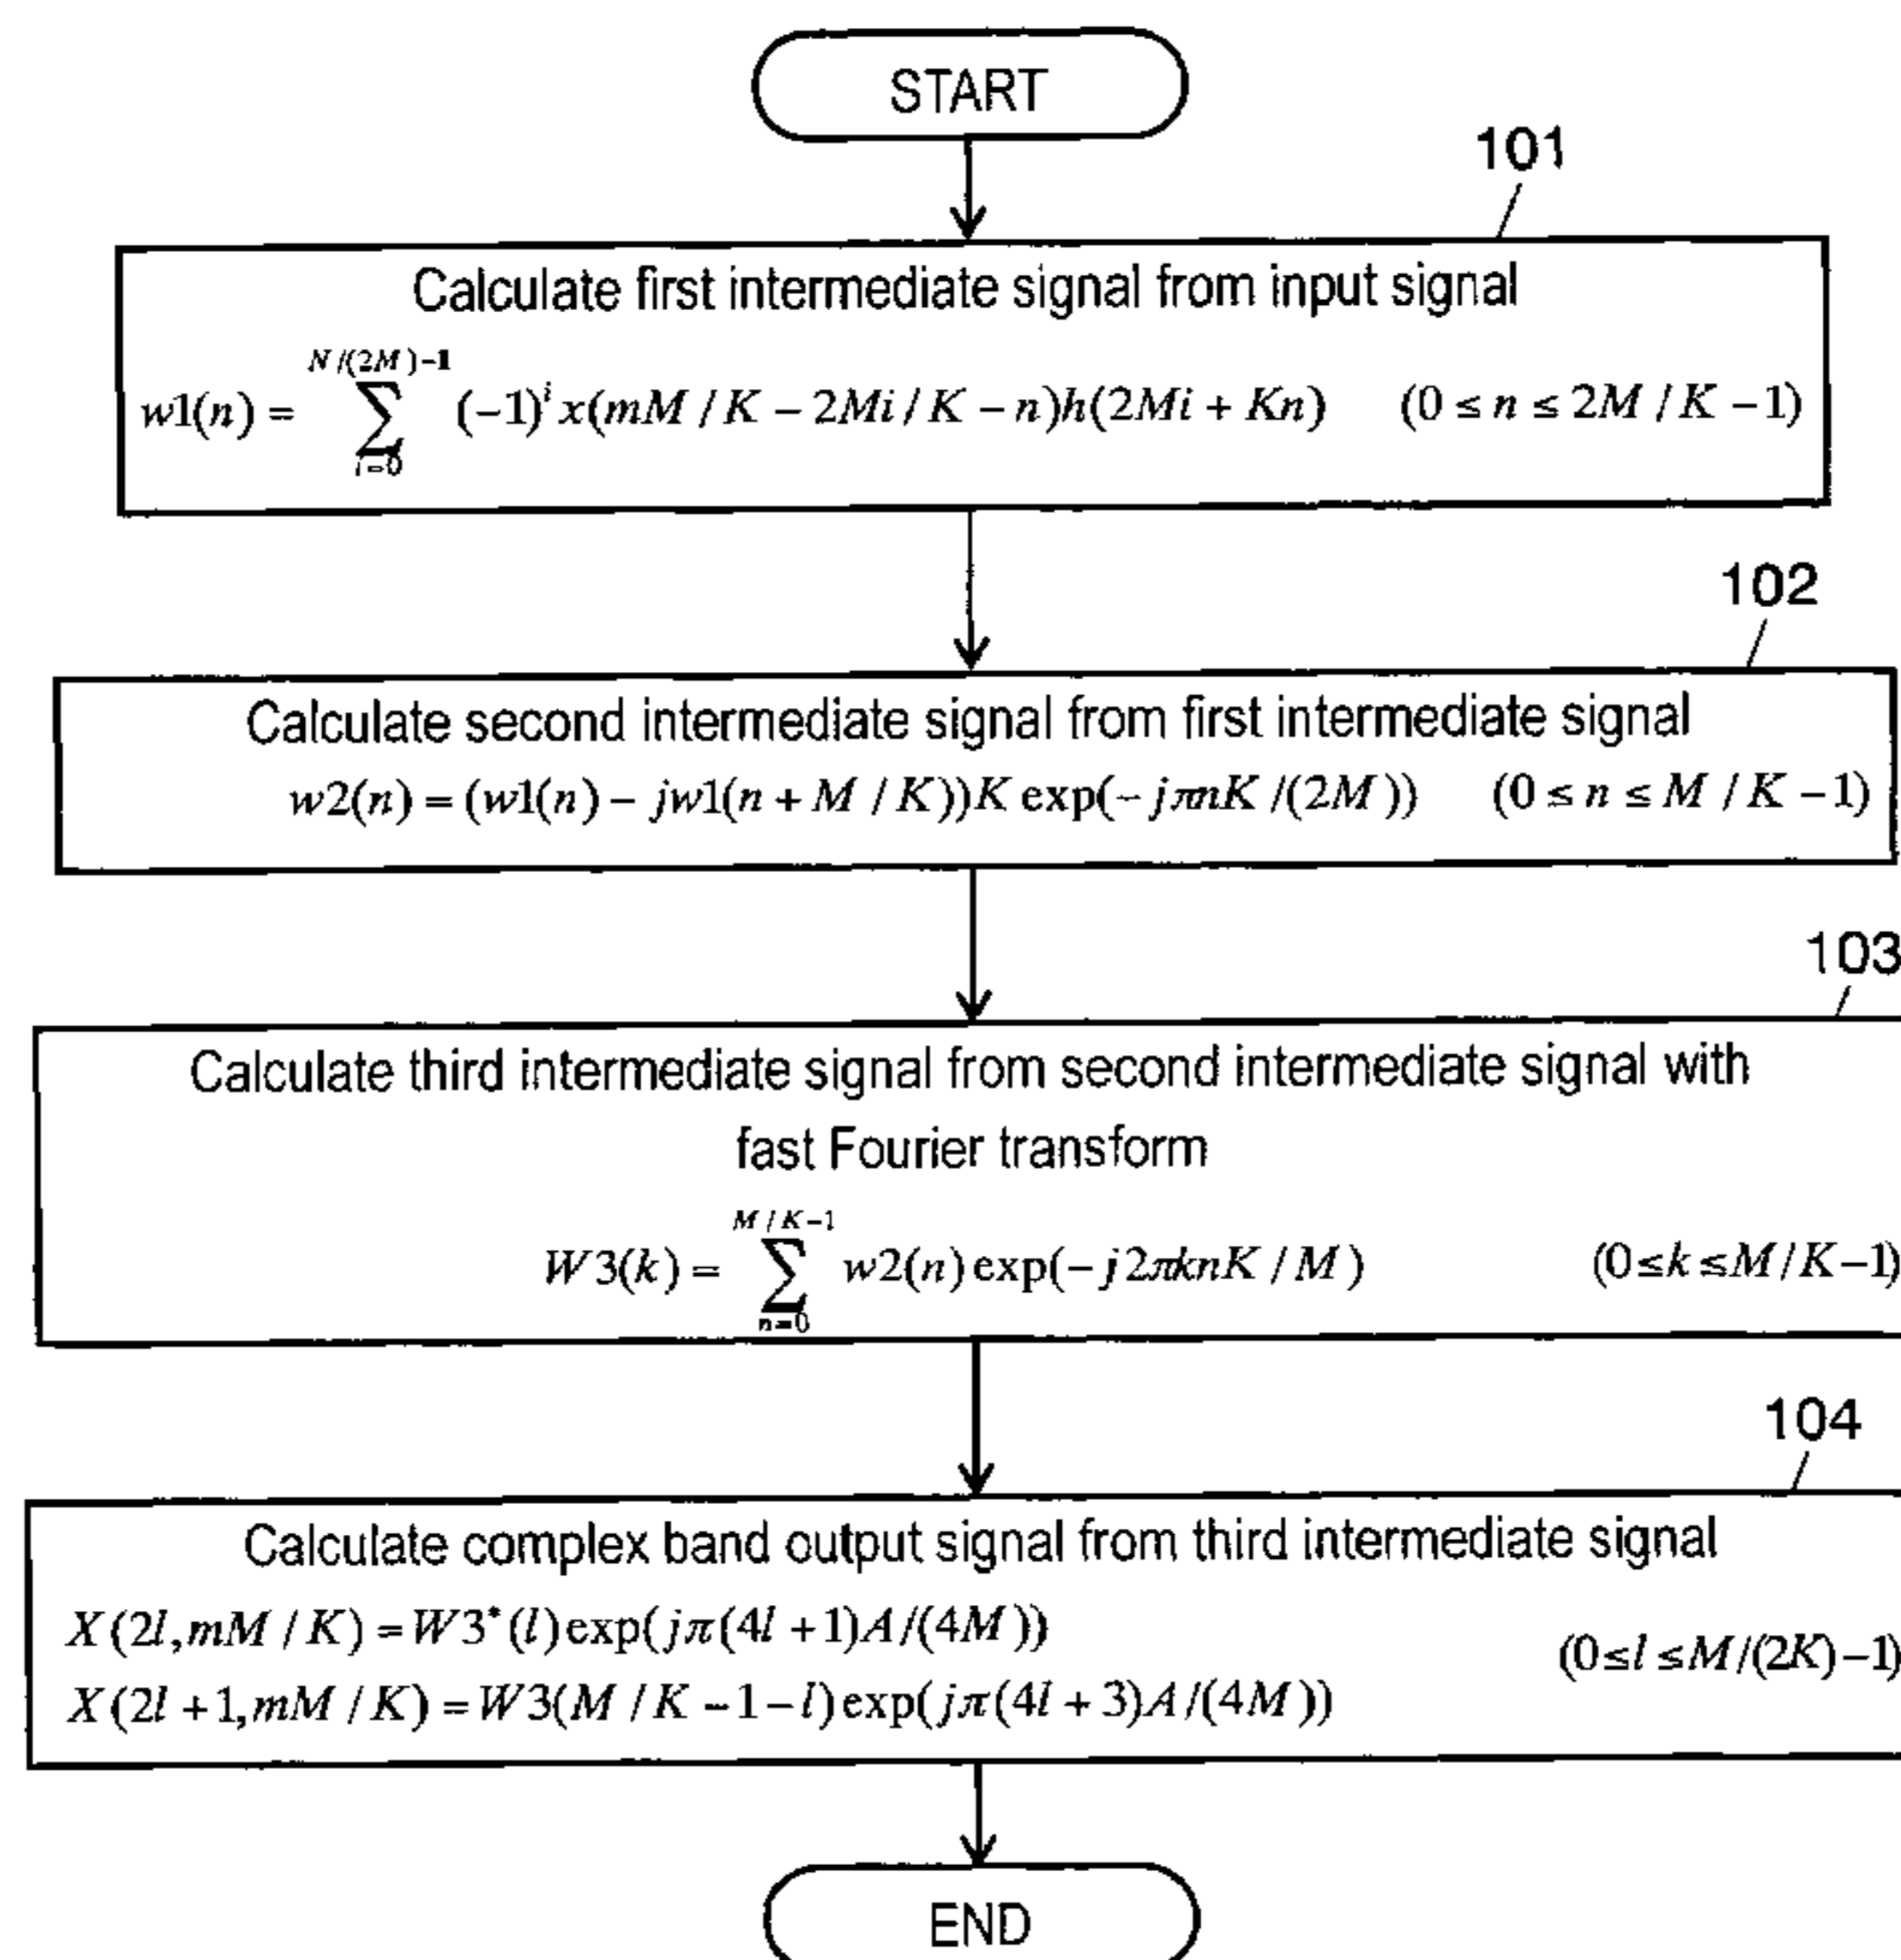 START
101
Calculate first intermediate signal from input signal
w1(n) = \sum_{i=0}^{N/(2M)-1} (-1)^i x(mM / K - 2Mi / K - n)h(2Mi + Kn) (0 ≤ n ≤ 2M / K - 1)
102
Calculate second intermediate signal from first intermediate signal
w2(n) = (w1(n) - jw1(n + M / K))K exp(-jπnK /(2M)) (0 ≤ n ≤ M / K - 1)
103
Calculate third intermediate signal from second intermediate signal with
fast Fourier transform
W3(k) = \sum_{n=0}^{M/K-1} w2(n) exp(-j2πknK / M) (0≤k≤M/K-1)
104
Calculate complex band output signal from third intermediate signal
X(2l, mM / K) = W3*(l) exp(jπ(4l + 1)A/(4M))
(0≤l≤M/(2K)-1)
X(2l + 1, mM / K) = W3(M / K - 1 - l) exp(jπ(4l + 3)A/(4M))
END